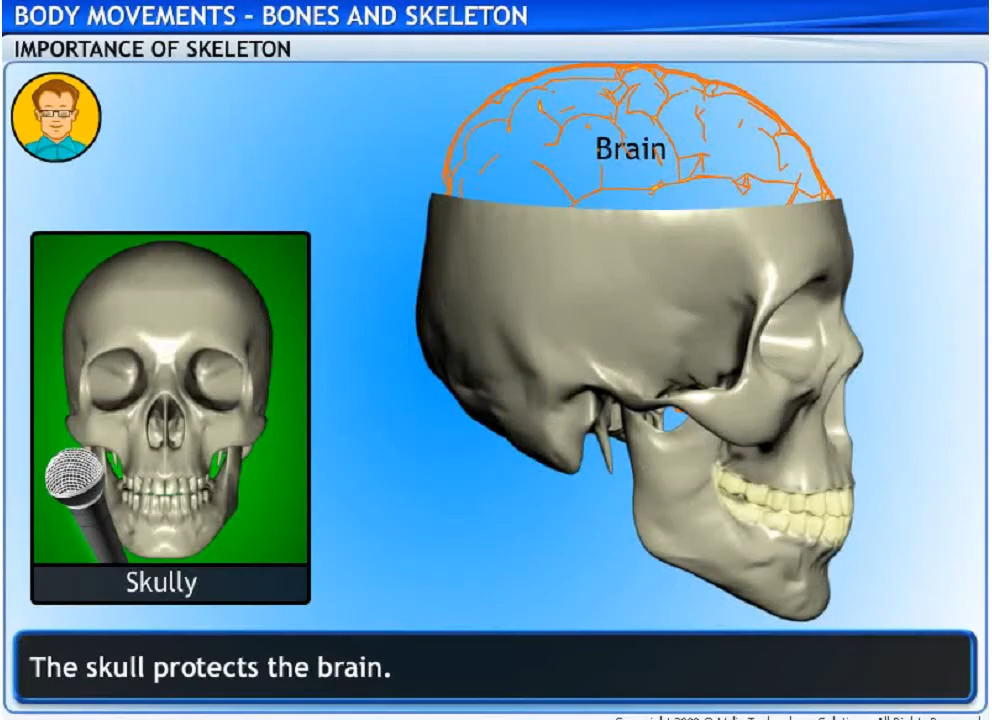 BODY MOVEMENTS - BONES AND SKELETON
IMPORTANCE OF SKELETON
Brain
Skully
The skull protects the brain.